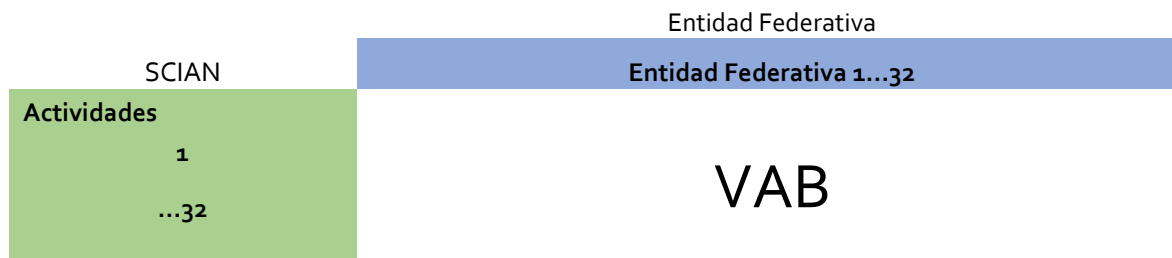 Entidad Federativa
SCIAN
Entidad Federativa 1...32
Actividades
1
...32
VAB